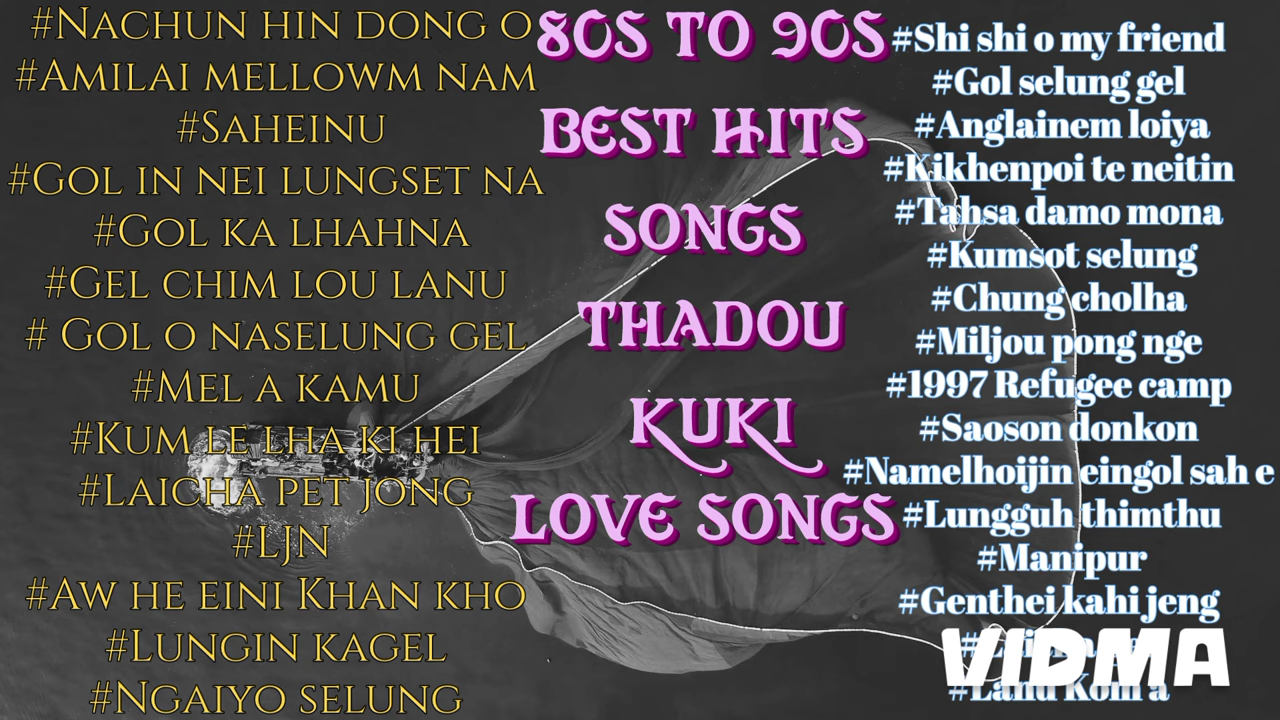 #Nachun hin dong o
#Amilai mellowm nam
#Saheinu
#Gol in nei lungset na
#Gol ka lhahna
#Gel chim lou lanu
# Gol o naselung gel
#Mel a kamu
#Kum le lha ki hei
#Laicha pet jong
#LJN
#Aw he eini Khan kho
#Lungin kagel
#Ngaiyo selung
80s to 90s
Best Hits
Songs
Thadou
Kuki
Love Songs
#Shi shi o my friend
#Gol selung gel
#Anglainem loiya
#Kikhenpoi te neitin
#Tahsa damo mona
#Kumsot selung
#Chung cholha
#Miljou pong nge
#1997 Refugee camp
#Saoson donkon
#Namelhoijin eingol sah e
#Lungguh thimthu
#Manipur
#Genthei kahi jeng
#Lanu Kom a
VIDMA